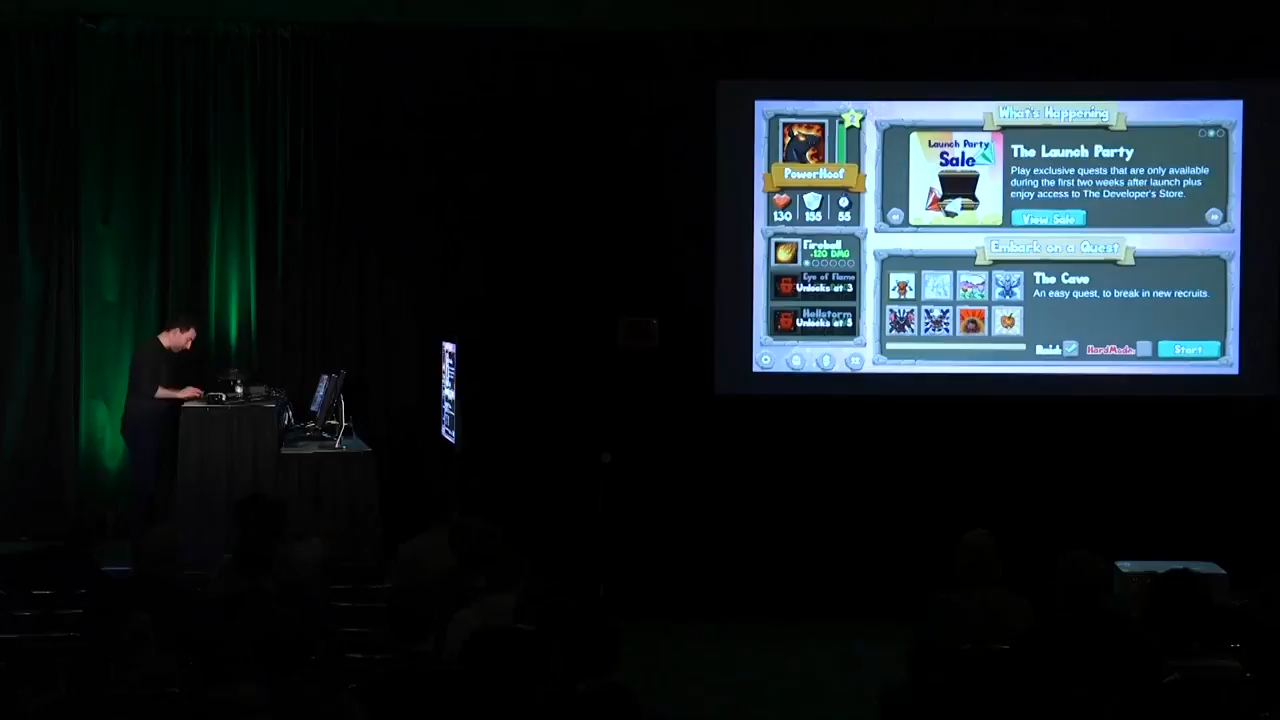 2
PowerHoof
130
155
55
Fireball
+120 DMG
Eye of Flame
Unlocks at 3
Hellstorm
Unlocks at 5
What's Happening
Launch Party
Sale
The Launch Party
Play exclusive quests that are only available
during the first two weeks after launch plus
enjoy access to The Developer's Store.
View Sale
Embark on a Quest
The Cave
An easy quest, to break in new recruits.
Raid:
HardMode:
Start